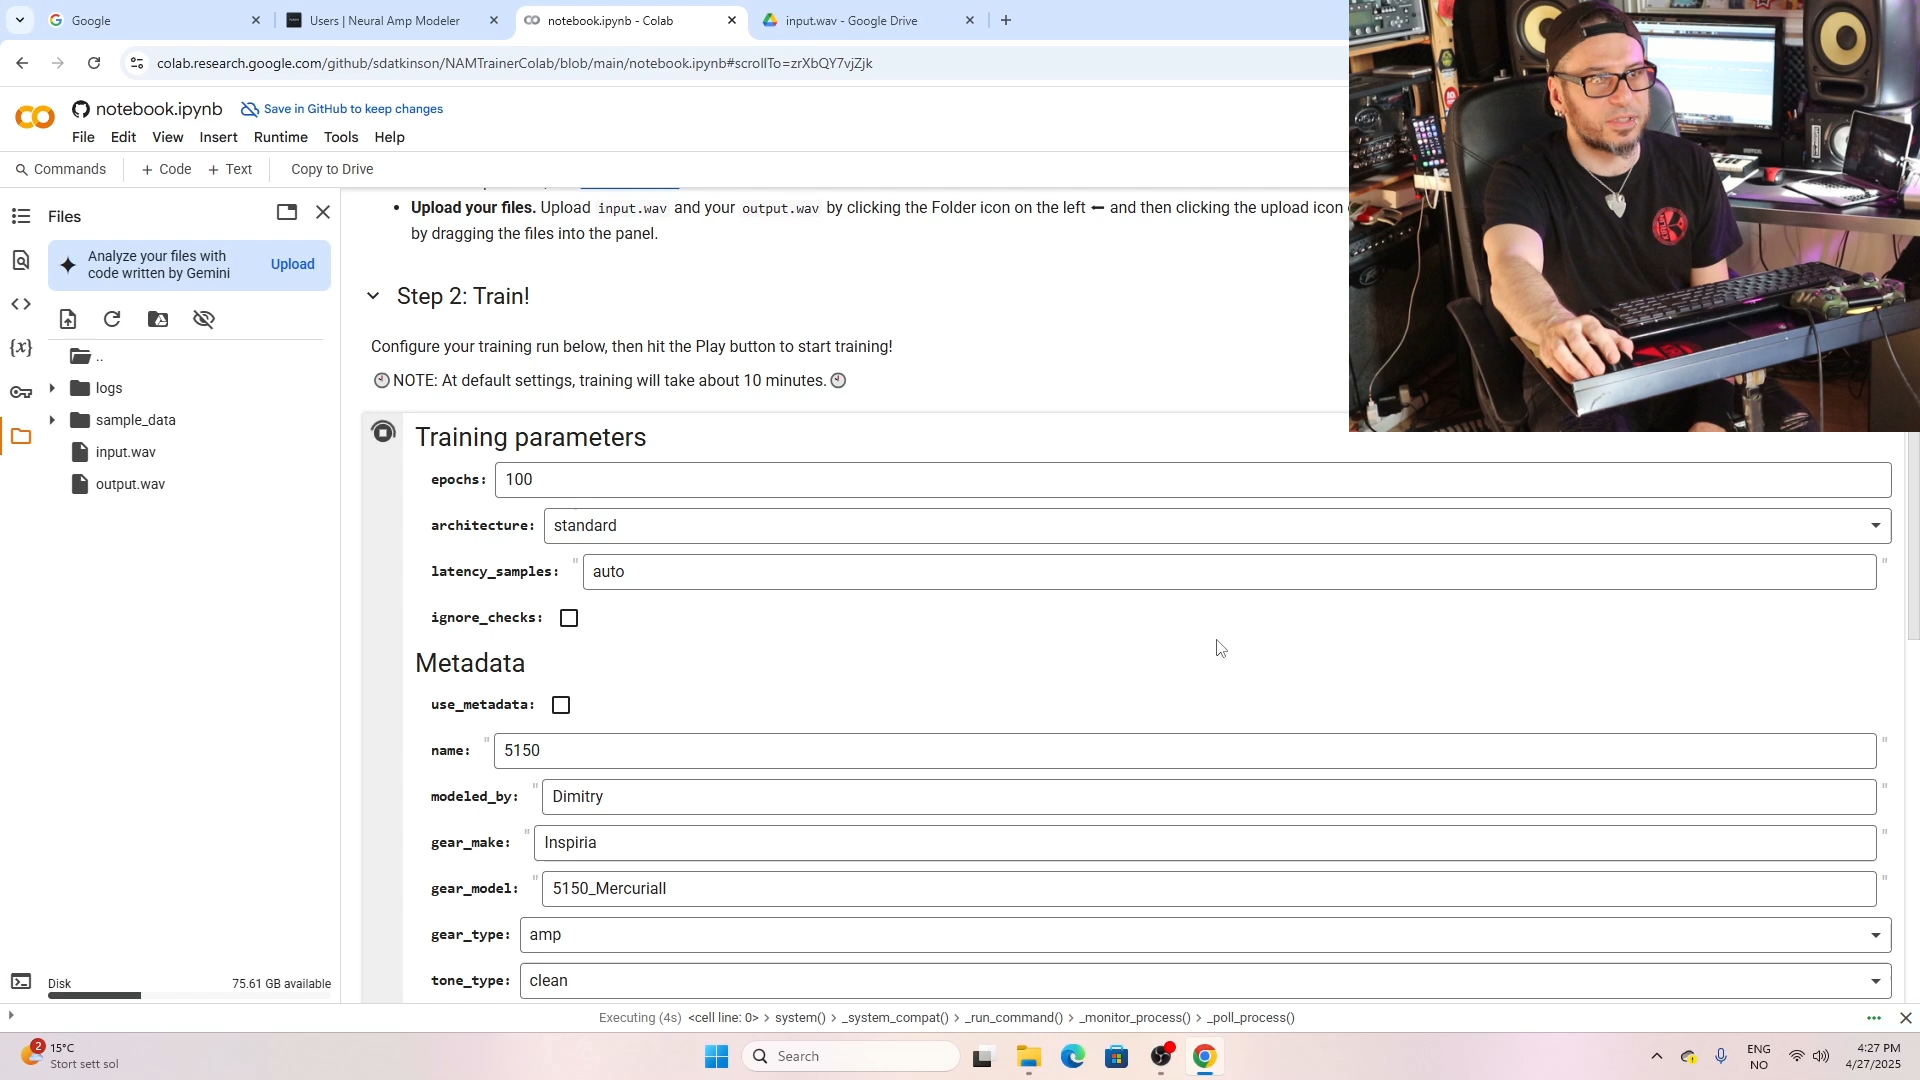 Google
Users | Neural Amp Modeler
notebook.ipynb - Colab
input.wav - Google Drive
colab.research.google.com/github/sdatkinson/NAMTrainerColab/blob/main/notebook.ipynb#scrollTo=zrXbQY7vjZjk
notebook.ipynb
Save in GitHub to keep changes
File Edit View Insert Runtime Tools Help
Commands
+ Code + Text
Copy to Drive
Files
Analyze your files with
code written by Gemini
Upload
..
logs
sample_data
input.wav
output.wav
Disk
75.61 GB available
• Upload your files. Upload input.wav and your output.wav by clicking the Folder icon on the left ⬅ and then clicking the upload icon
by dragging the files into the panel.
Step 2: Train!
Configure your training run below, then hit the Play button to start training!
NOTE: At default settings, training will take about 10 minutes.
Training parameters
epochs: 100
architecture: standard
latency_samples: " auto "
ignore_checks:
Metadata
use_metadata:
name: " 5150 "
modeled_by: " Dimitry "
gear_make: " Inspiria "
gear_model: " 5150_Mercuriall "
gear_type: amp
tone_type: clean
Executing (4s) <cell line: 0> > system() > _system_compat() > _run_command() > _monitor_process() > _poll_process()
2
15°C
Stort sett sol
Search
ENG
NO
4:27 PM
4/27/2025